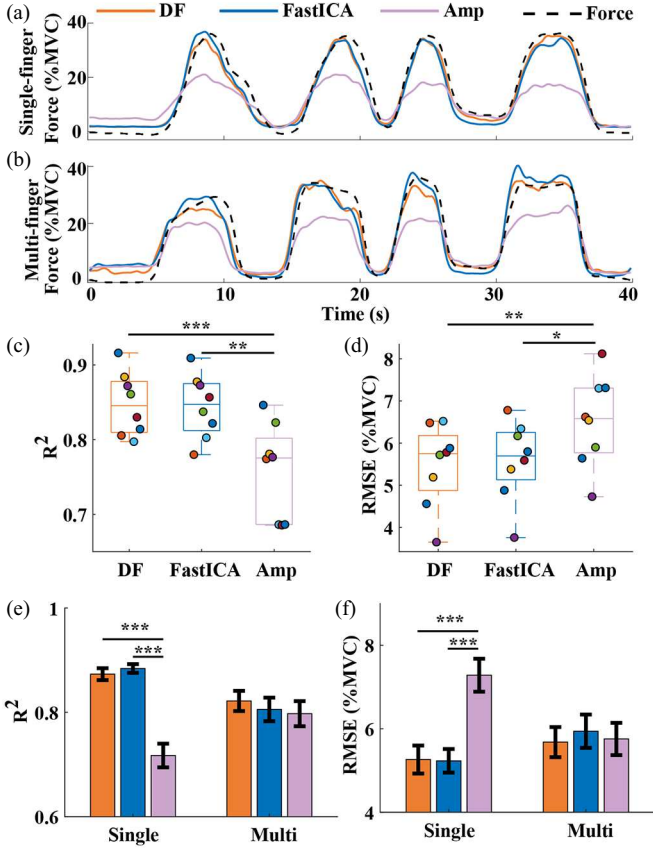 (a) DF FastICA Amp Force
Single-finger
Force (%MVC)
40
20
0
(b)
Multi-finger
Force (%MVC)
40
20
0
0 10 20 30 40
Time (s)
(c)
***
**
R²
0.9
0.8
0.7
DF FastICA Amp
(d)
**
*
RMSE (%MVC)
8
7
6
5
4
DF FastICA Amp
(e)
***
***
R²
1
0.8
0.6
Single Multi
(f)
***
***
RMSE (%MVC)
8
6
4
Single Multi